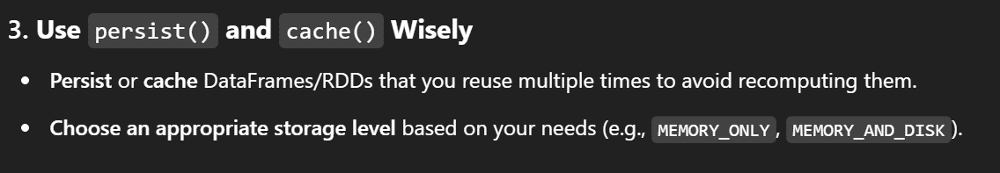 3. Use persist() and cache() Wisely
• Persist or cache DataFrames/RDDs that you reuse multiple times to avoid recomputing them.
• Choose an appropriate storage level based on your needs (e.g., MEMORY_ONLY, MEMORY_AND_DISK).